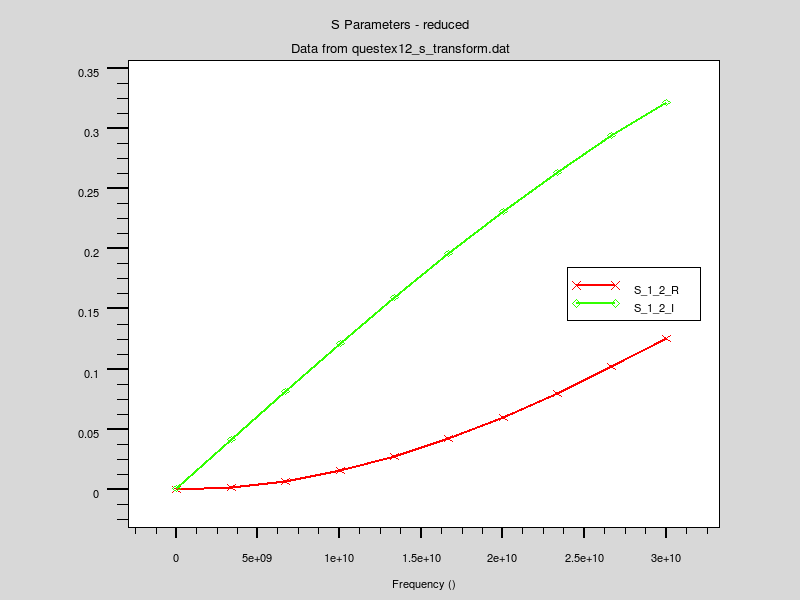 S Parameters - reduced
Data from questex12_s_transform.dat
0.35
0.3
0.25
0.2
0.15
0.1
0.05
0
S_1_2_R
S_1_2_I
0 5e+09 1e+10 1.5e+10 2e+10 2.5e+10 3e+10
Frequency ()